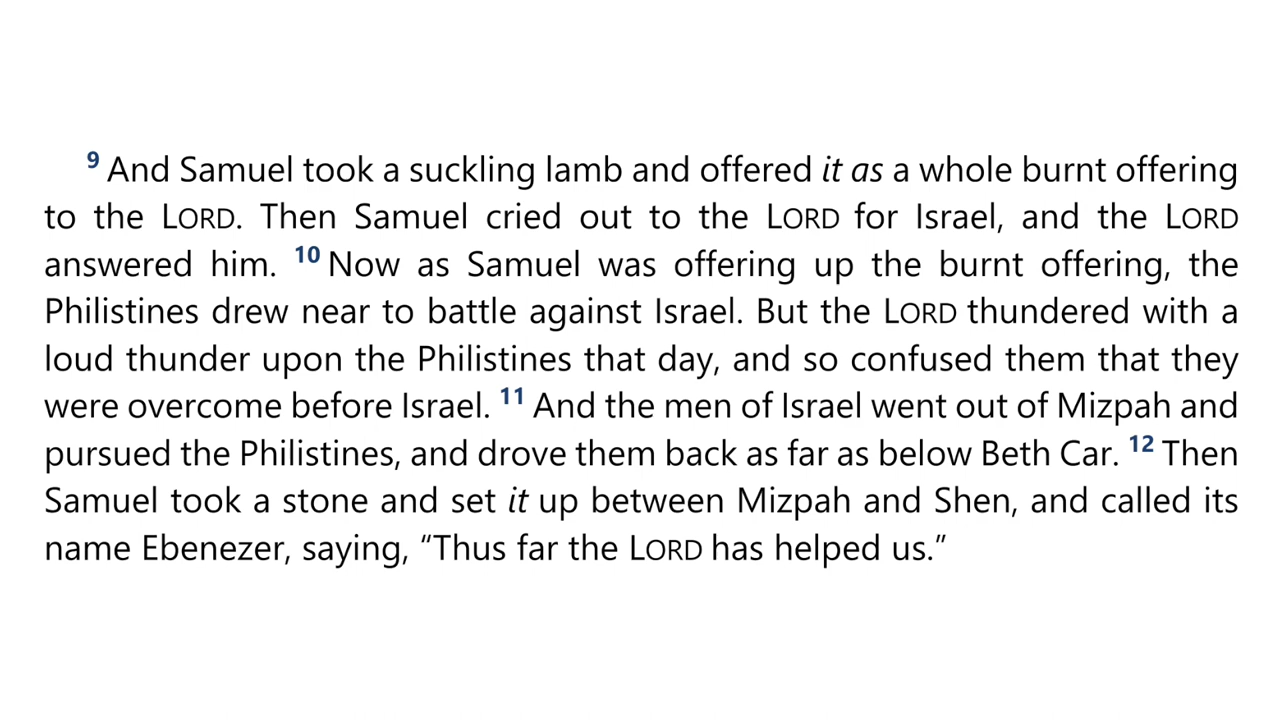 9 And Samuel took a suckling lamb and offered it as a whole burnt offering
to the LORD. Then Samuel cried out to the LORD for Israel, and the LORD
answered him. 10 Now as Samuel was offering up the burnt offering, the
Philistines drew near to battle against Israel. But the LORD thundered with a
loud thunder upon the Philistines that day, and so confused them that they
were overcome before Israel. 11 And the men of Israel went out of Mizpah and
pursued the Philistines, and drove them back as far as below Beth Car. 12 Then
Samuel took a stone and set it up between Mizpah and Shen, and called its
name Ebenezer, saying, “Thus far the LORD has helped us.”